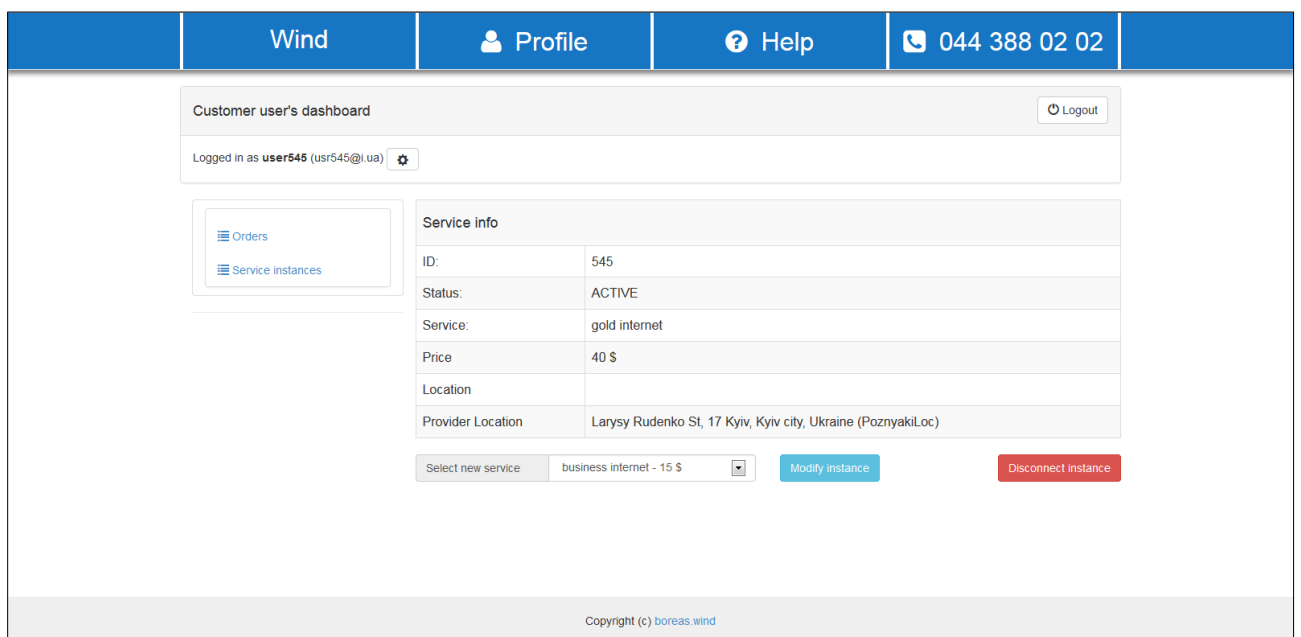 Wind Profile Help 044 388 02 02
Customer user's dashboard Logout
Logged in as user545 (usr545@i.ua)
Orders
Service instances
Service info
ID: 545
Status: ACTIVE
Service: gold internet
Price 40 $
Location
Provider Location Larysy Rudenko St, 17 Kyiv, Kyiv city, Ukraine (PoznyakiLoc)
Select new service business internet - 15 $ Modify instance Disconnect instance
Copyright (c) boreas.wind